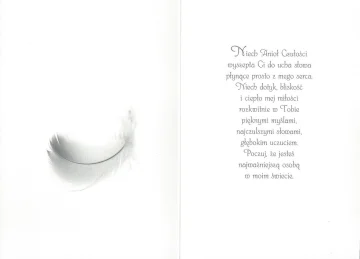 Niech Anioł Czułości
wyszepta Ci do ucha słowa
płynące prosto z mego serca.
Niech dotyk, bliskość
i ciepło mej miłości
rozkwitnie w Tobie
pięknymi myślami,
najczulszymi słowami,
głębokim uczuciem.
Poczuj, że jesteś
najważniejszą osobą
w moim świecie.